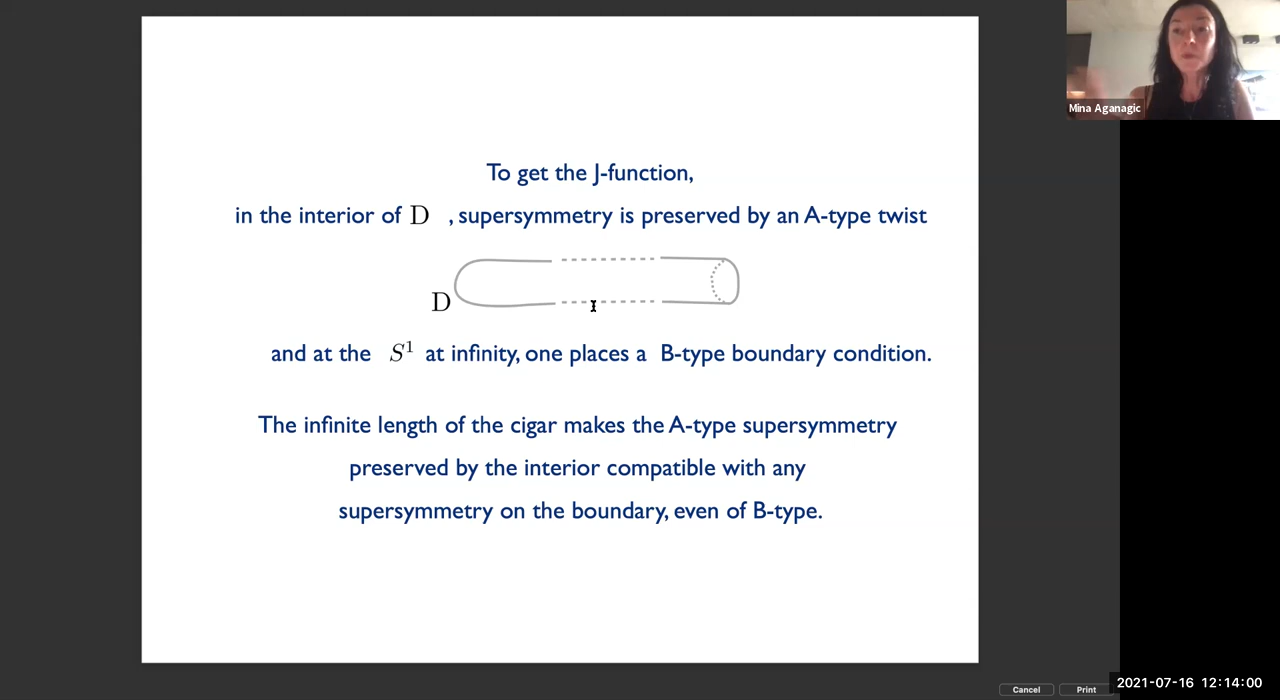 To get the J-function,
in the interior of D , supersymmetry is preserved by an A-type twist
D
and at the S¹ at infinity, one places a B-type boundary condition.
The infinite length of the cigar makes the A-type supersymmetry
preserved by the interior compatible with any
supersymmetry on the boundary, even of B-type.
Mina Aganagic
Cancel
Print
2021-07-16 12:14:00